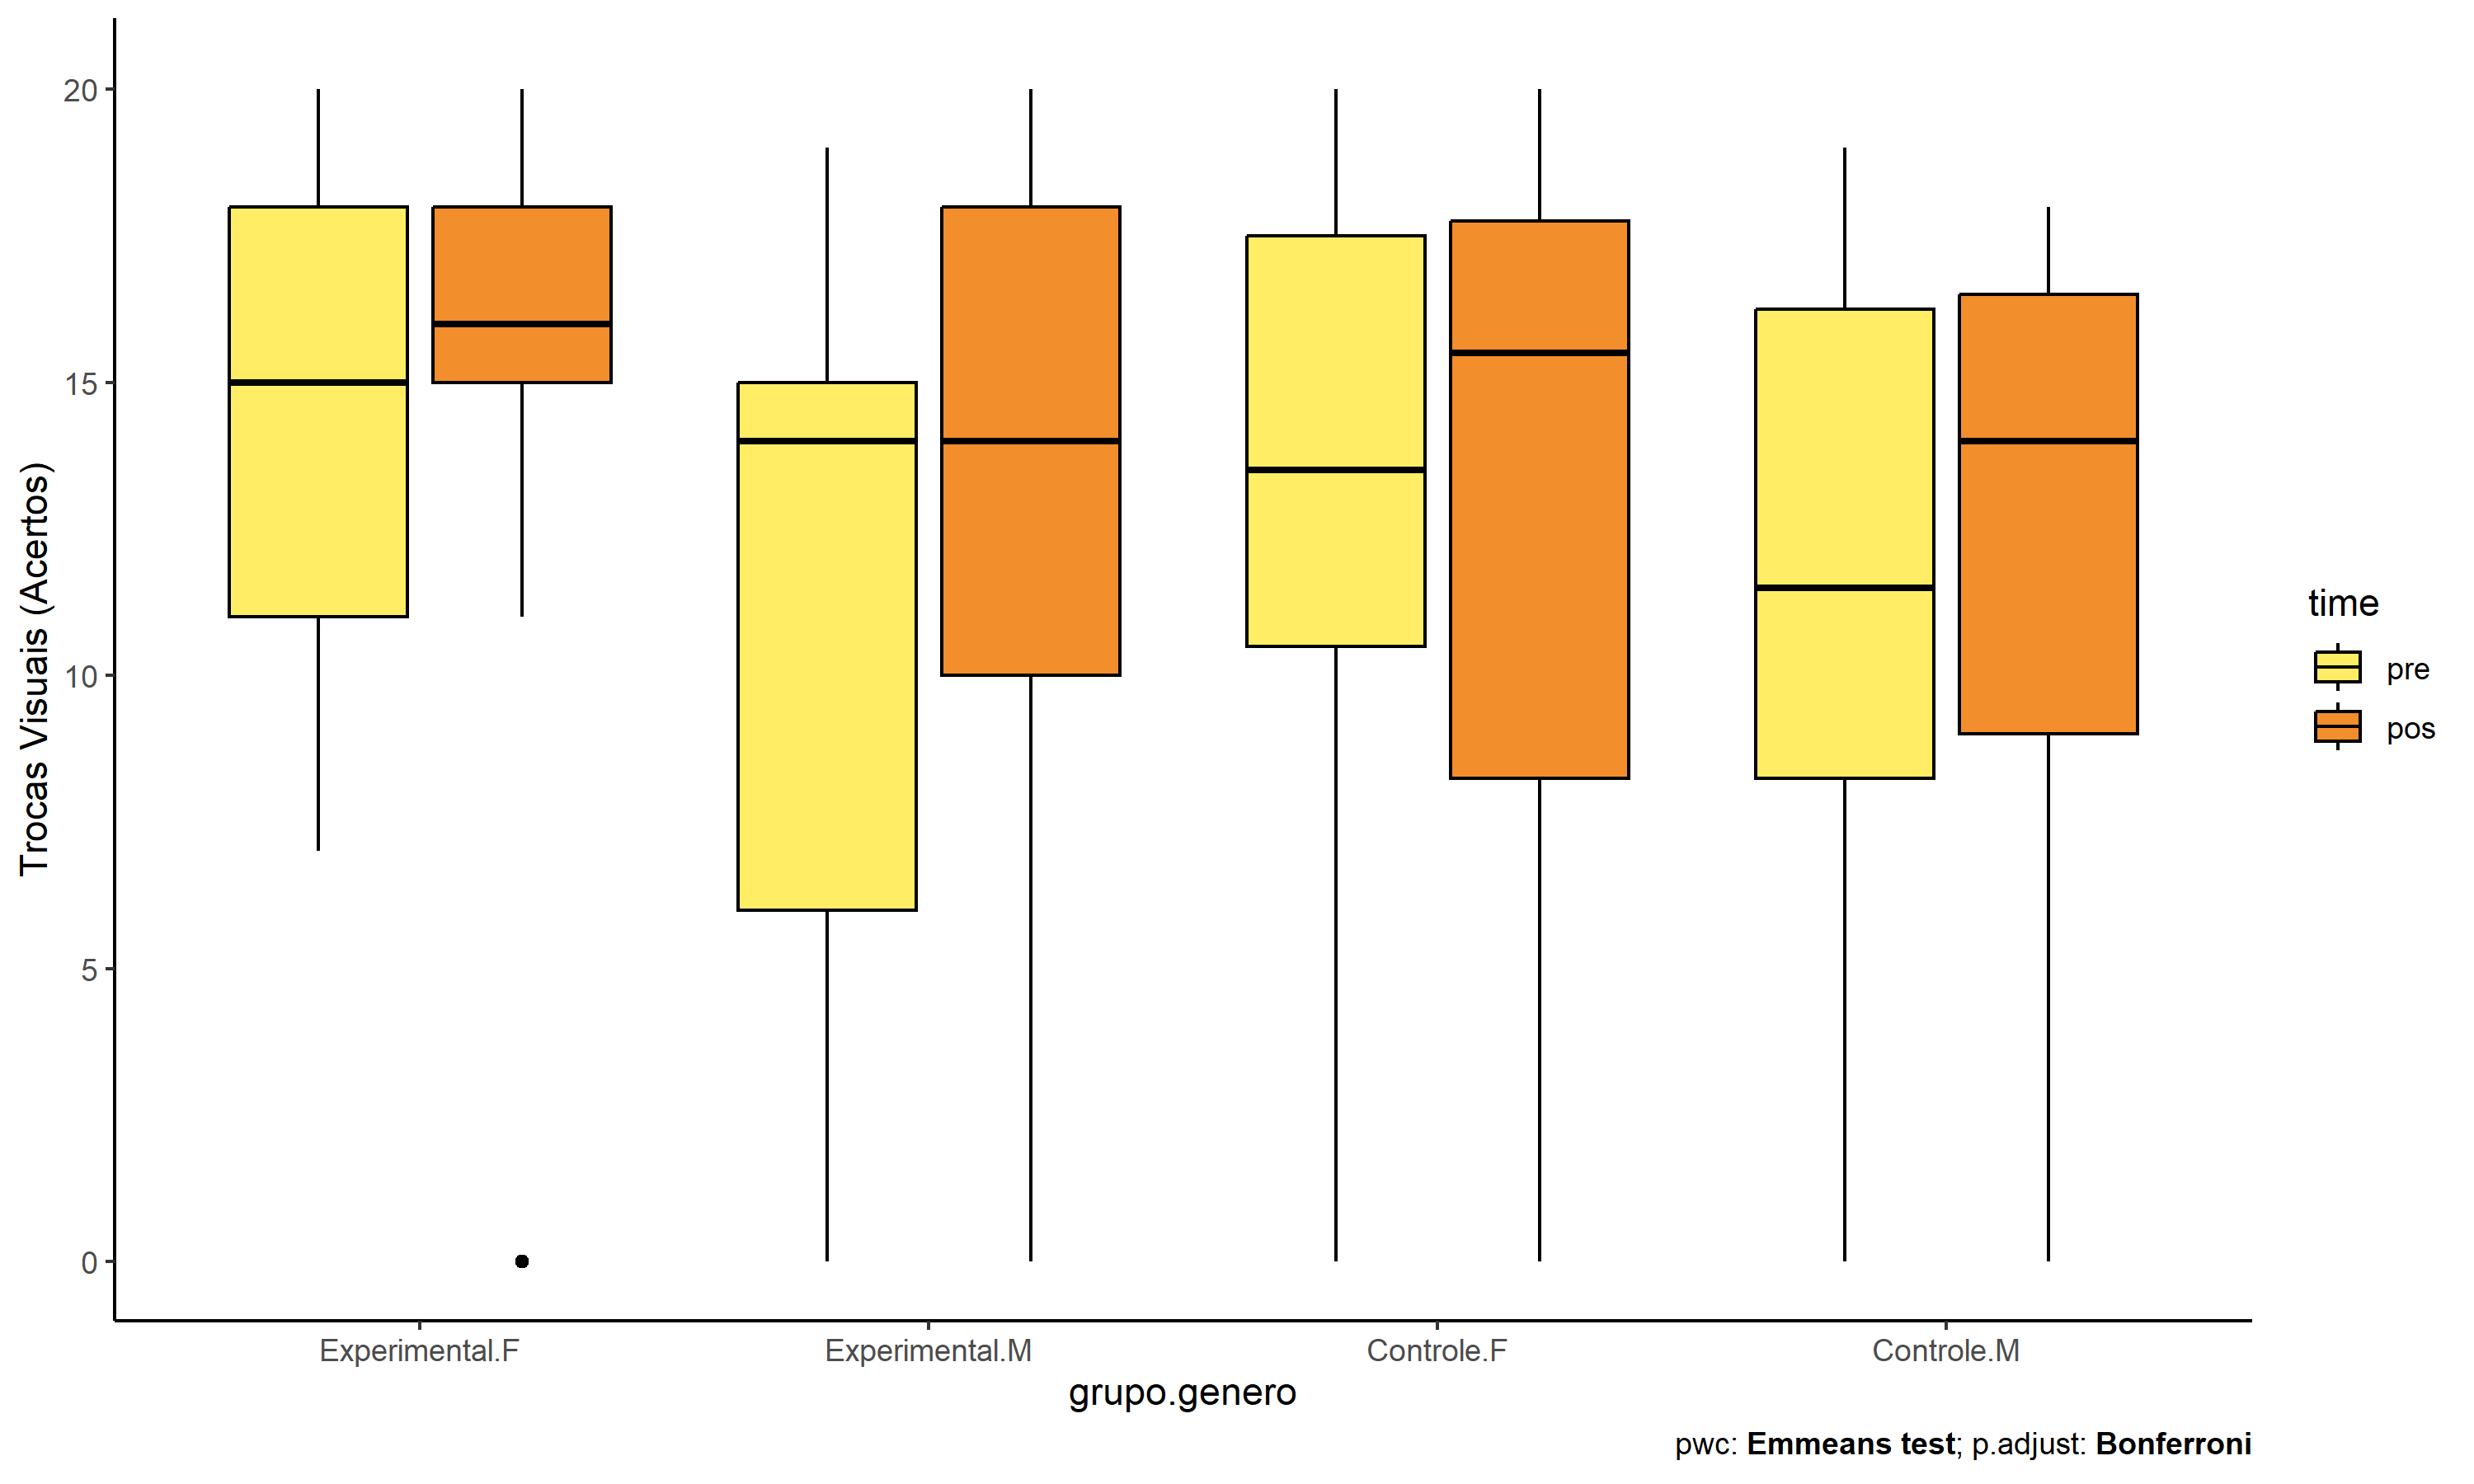 Trocas Visuais (Acertos)
20
15
10
5
0
Experimental.F
Experimental.M
Controle.F
Controle.M
grupo.genero
time
pre
pos
pwc: Emmeans test; p.adjust: Bonferroni